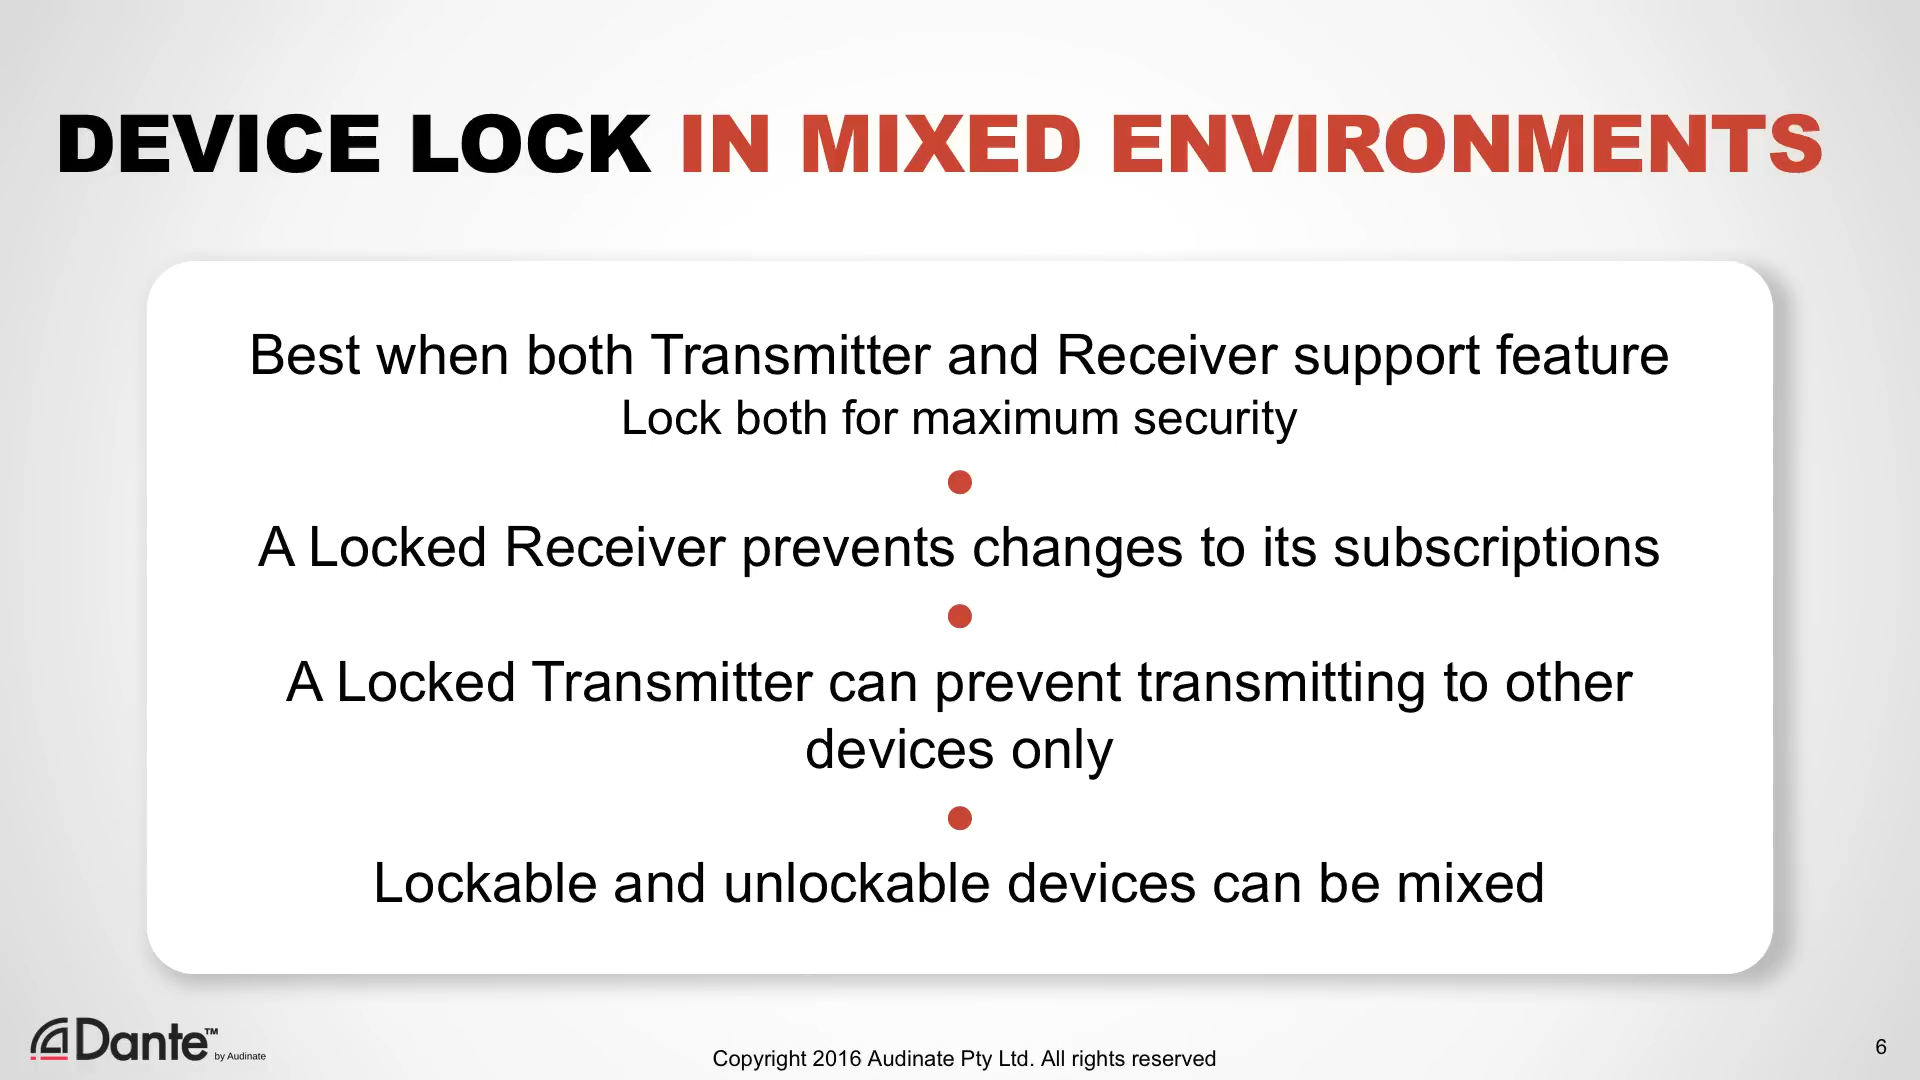 DEVICE LOCK IN MIXED ENVIRONMENTS
Best when both Transmitter and Receiver support feature
Lock both for maximum security
A Locked Receiver prevents changes to its subscriptions
A Locked Transmitter can prevent transmitting to other
devices only
Lockable and unlockable devices can be mixed
Dante™ by Audinate
Copyright 2016 Audinate Pty Ltd. All rights reserved
6